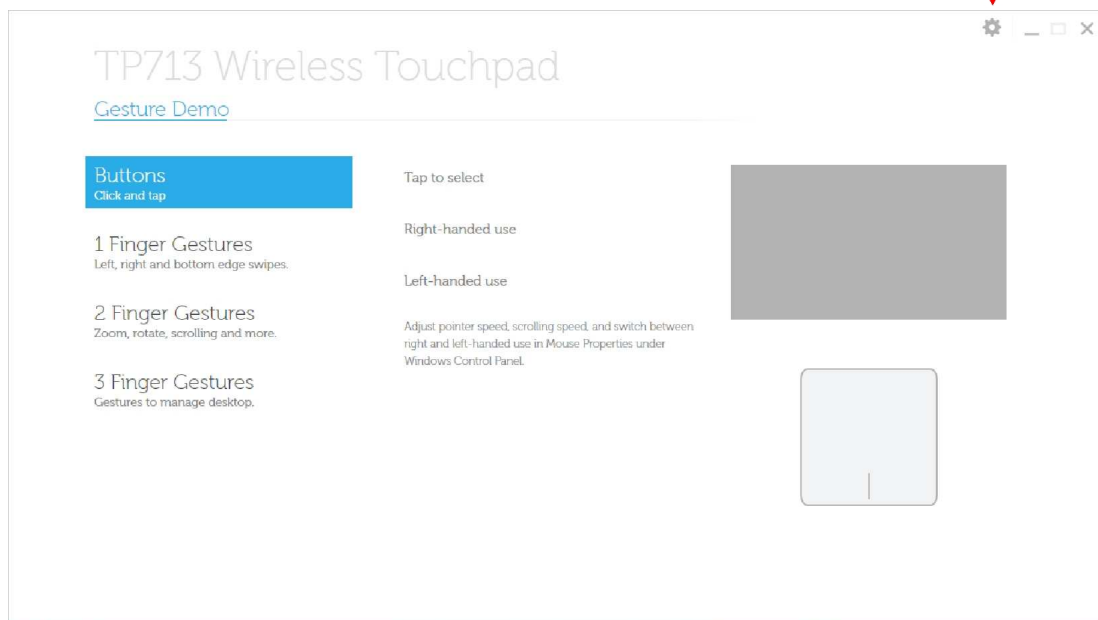 TP713 Wireless Touchpad
Gesture Demo
Buttons
Click and tap
1 Finger Gestures
Left, right and bottom edge swipes.
2 Finger Gestures
Zoom, rotate, scrolling and more.
3 Finger Gestures
Gestures to manage desktop.
Tap to select
Right-handed use
Left-handed use
Adjust pointer speed, scrolling speed, and switch between
right and left-handed use in Mouse Properties under
Windows Control Panel.